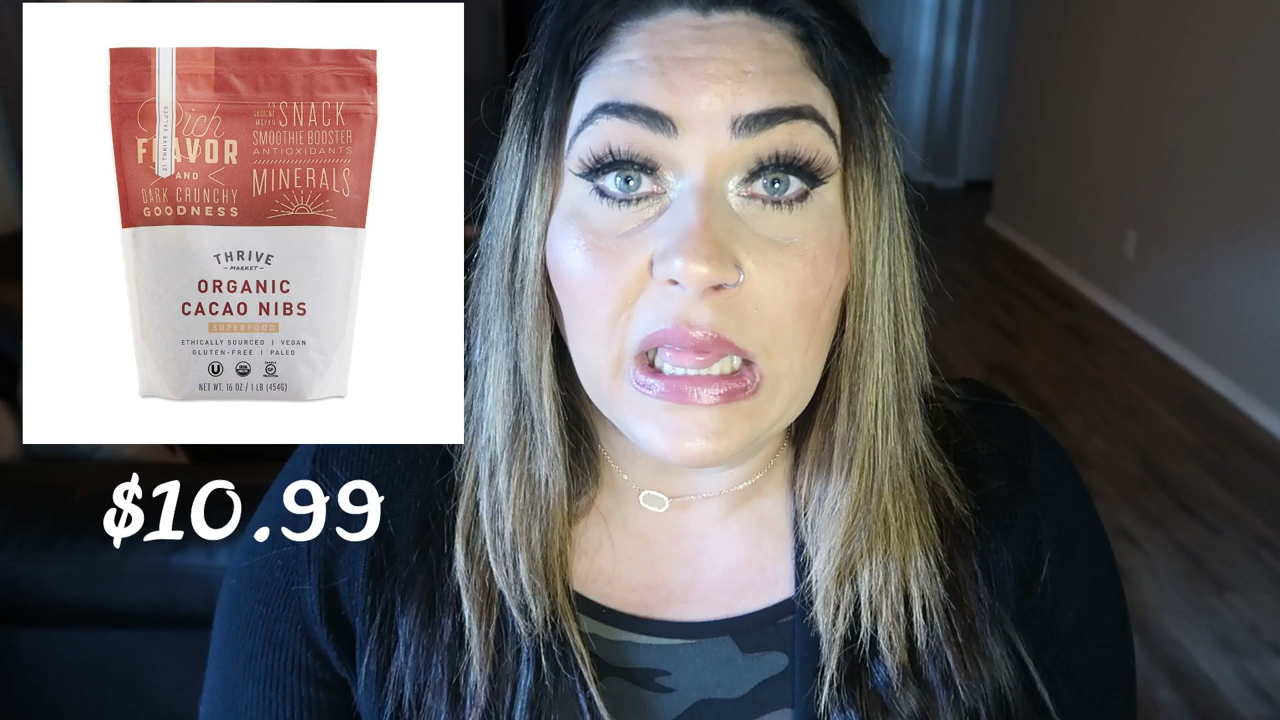 Rich
FLAVOR
AND
DARK CRUNCHY
GOODNESS
SNACK
SMOOTHIE BOOSTER
ANTIOXIDANTS
MINERALS
THRIVE
MARKET
ORGANIC
CACAO NIBS
SUPERFOOD
ETHICALLY SOURCED | VEGAN
GLUTEN-FREE | PALEO
NET WT. 16 OZ / 1 LB (454G)
$10.99